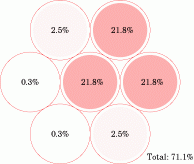 2.5% 21.8%
0.3% 21.8% 21.8%
0.3% 2.5%
Total: 71.1%